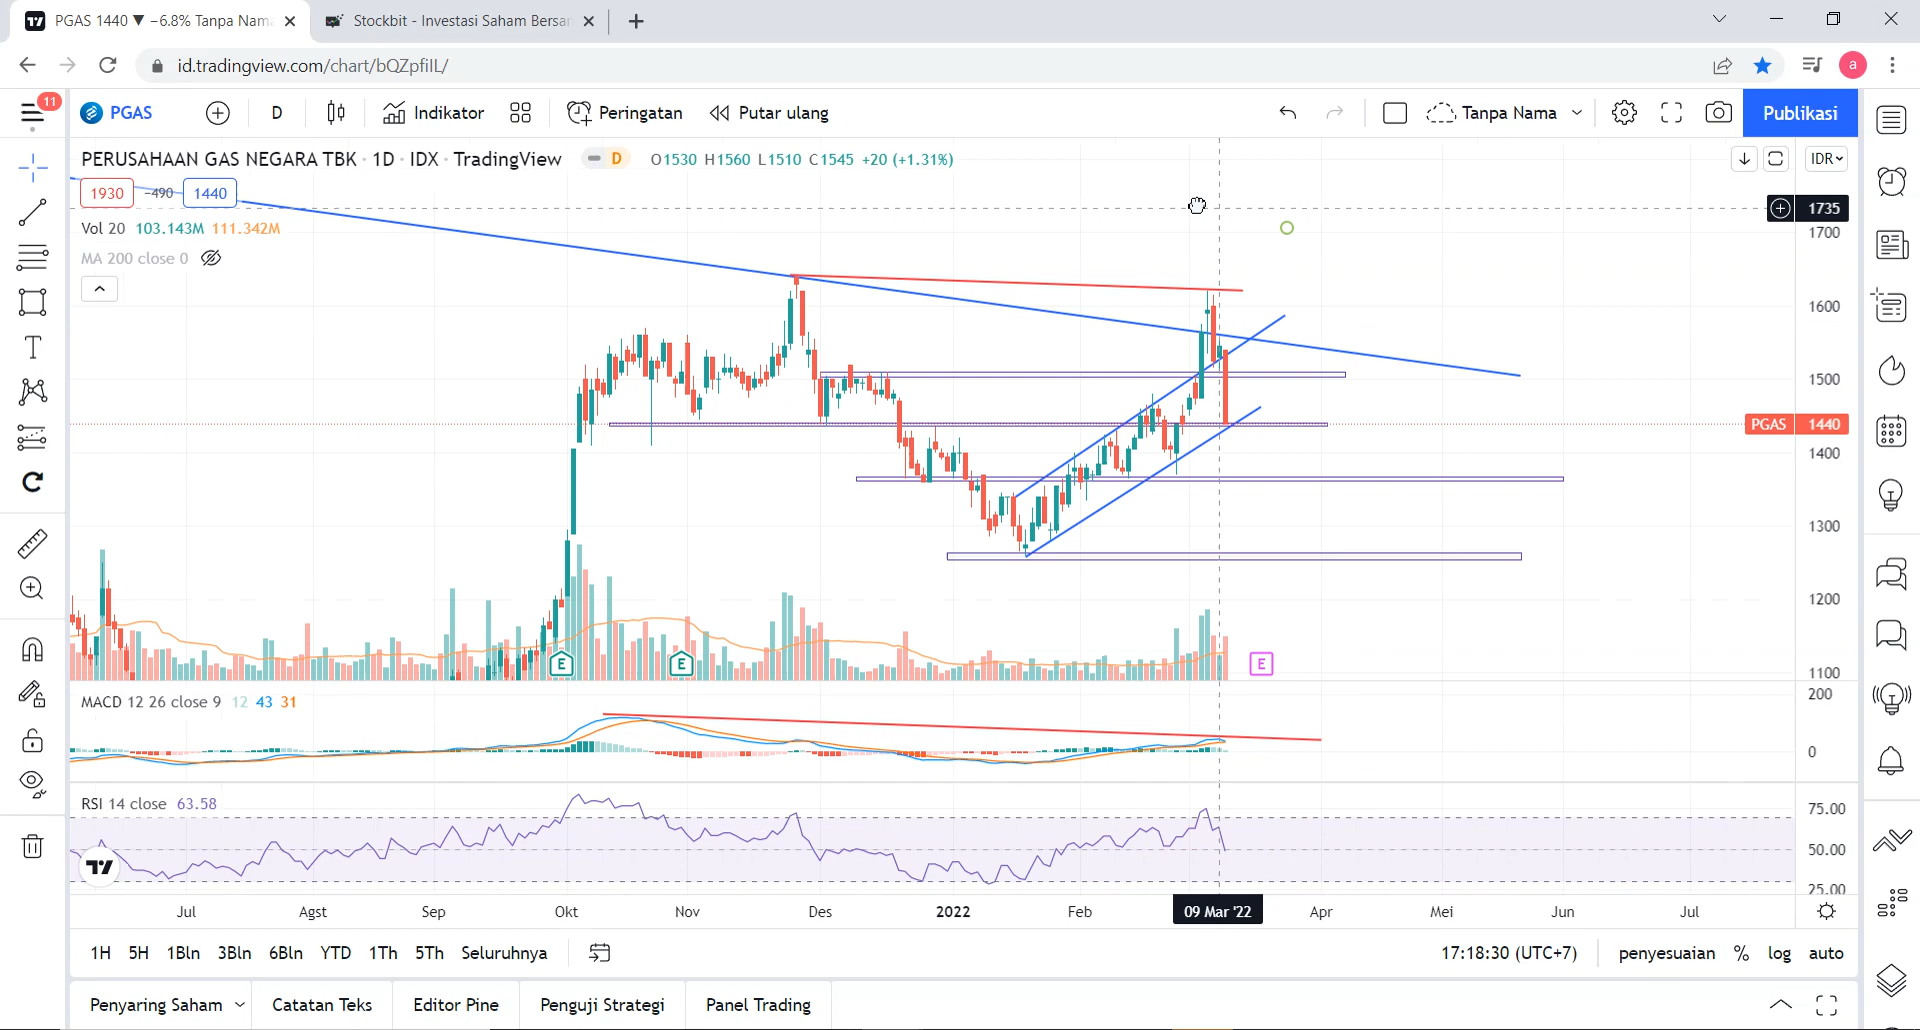 PGAS 1440 ▼ −6.8% Tanpa Nama
Stockbit - Investasi Saham Bersam
id.tradingview.com/chart/bQZpfiIL/
a
11
PGAS
D
Indikator
Peringatan
Putar ulang
Tanpa Nama
Publikasi
PERUSAHAAN GAS NEGARA TBK · 1D · IDX · TradingView
D
O1530 H1560 L1510 C1545 +20 (+1.31%)
IDR
1930
−490
1440
1735
1700
Vol 20 103.143M 111.342M
MA 200 close 0
1600
1500
PGAS 1440
1400
1300
1200
1100
E
E
E
MACD 12 26 close 9 12 43 31
200
0
RSI 14 close 63.58
75.00
50.00
25.00
Jul
Agst
Sep
Okt
Nov
Des
2022
Feb
09 Mar '22
Apr
Mei
Jun
Jul
1H 5H 1Bln 3Bln 6Bln YTD 1Th 5Th Seluruhnya
17:18:30 (UTC+7)
penyesuaian % log auto
Penyaring Saham
Catatan Teks
Editor Pine
Penguji Strategi
Panel Trading